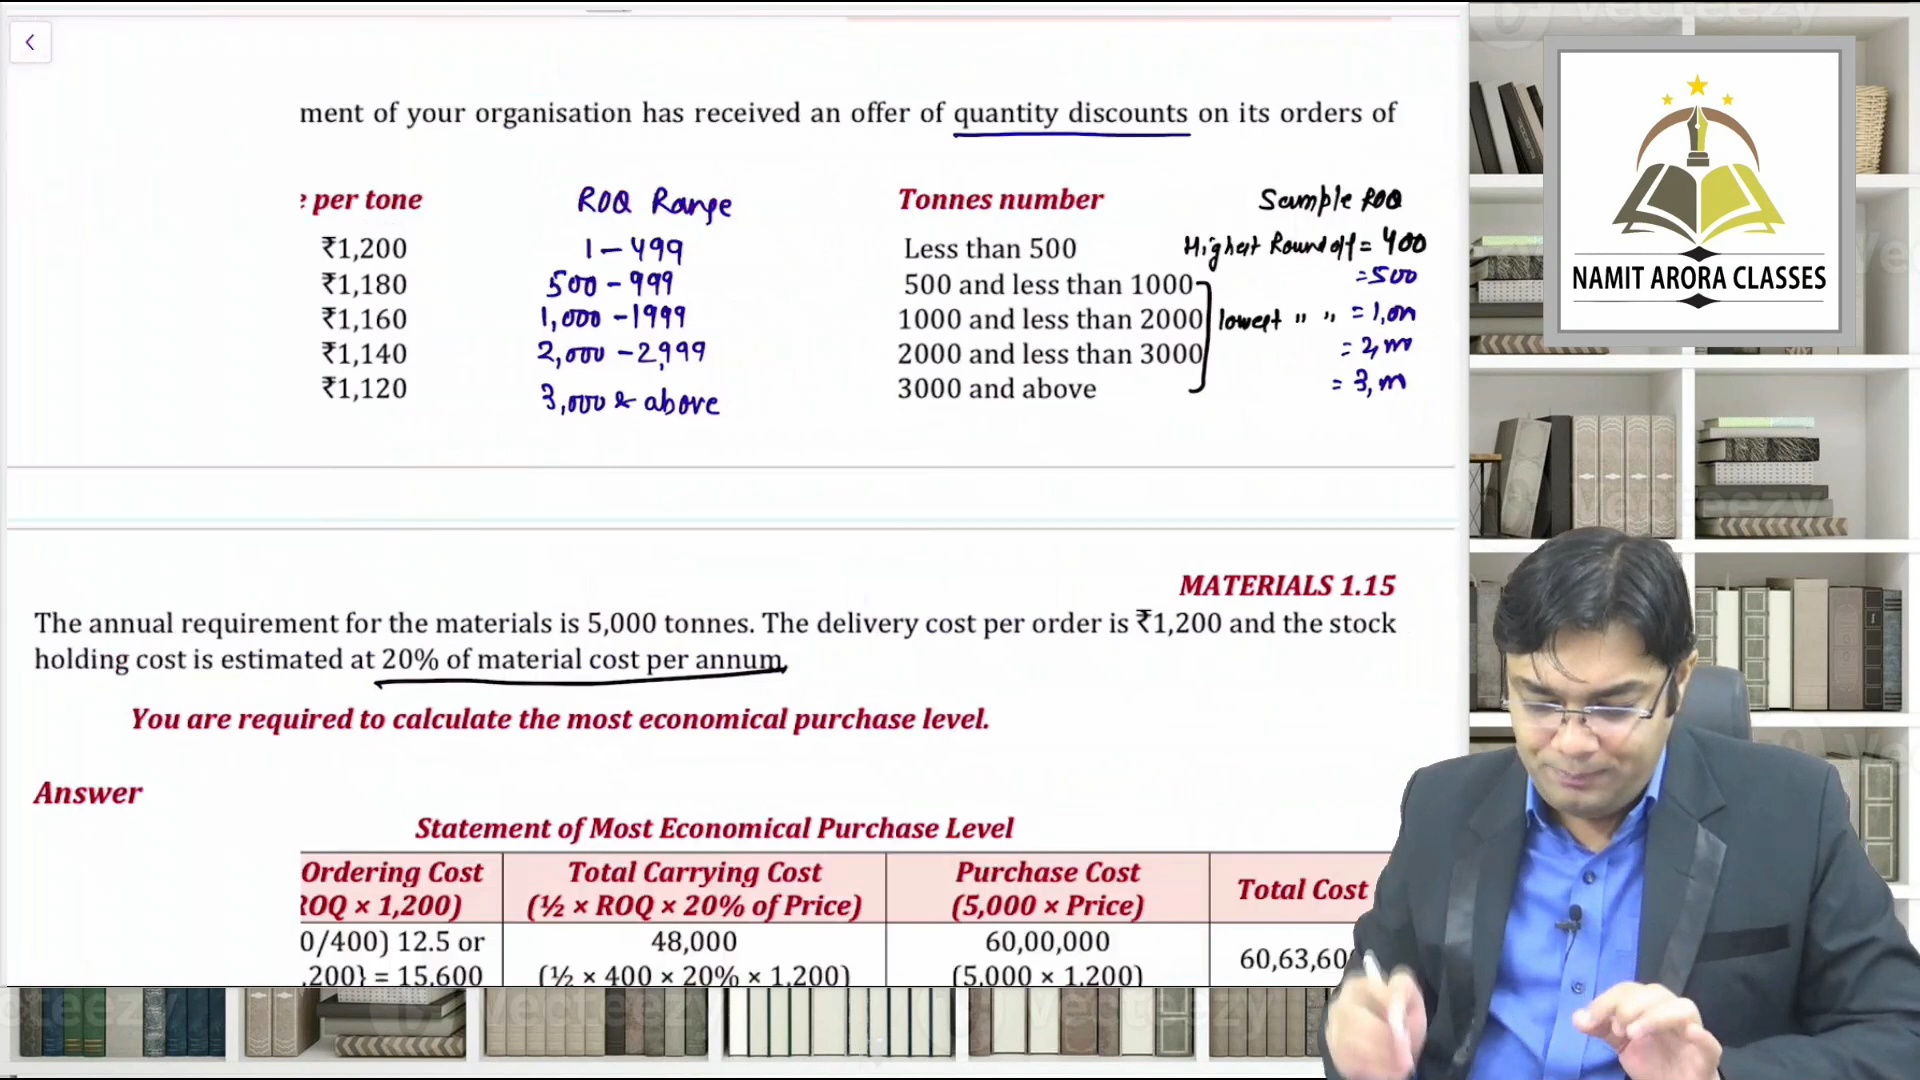 ment of your organisation has received an offer of quantity discounts on its orders of
per tone ROQ Range Tonnes number Sample ROQ
₹1,200 1 – 499 Less than 500 Highest Round off = 400
₹1,180 500 – 999 500 and less than 1000 = 500
₹1,160 1,000 – 1999 1000 and less than 2000 lowest " " = 1,000
₹1,140 2,000 – 2,999 2000 and less than 3000 = 2,000
₹1,120 3,000 & above 3000 and above = 3,000
NAMIT ARORA CLASSES
MATERIALS 1.15
The annual requirement for the materials is 5,000 tonnes. The delivery cost per order is ₹1,200 and the stock
holding cost is estimated at 20% of material cost per annum
You are required to calculate the most economical purchase level.
Answer
Statement of Most Economical Purchase Level
Ordering Cost Total Carrying Cost Purchase Cost Total Cost
ROQ × 1,200) (½ × ROQ × 20% of Price) (5,000 × Price)
0/400) 12.5 or 48,000 60,00,000 60,63,60
,200} = 15,600 (½ × 400 × 20% × 1,200) (5,000 × 1,200)